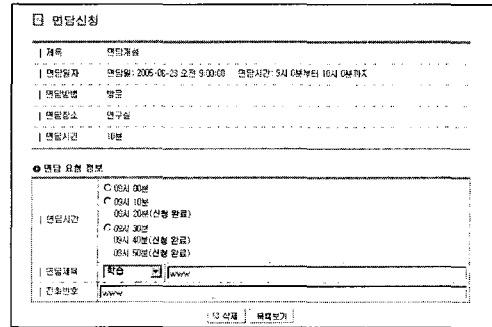 면담신청
제목 면담개설
면담일자 면담일: 2005-06-23 오전 9:00:00 면담시간: 9시 0분부터 10시 0분까지
면담방법 방문
면담장소 연구실
면담시간 10분
면담 요청 정보
면담시간
09시 00분
09시 10분
09시 20분(신청 완료)
09시 30분
09시 40분(신청 완료)
09시 50분(신청 완료)
면담제목 학습 www
전화번호 www
삭제 목록보기